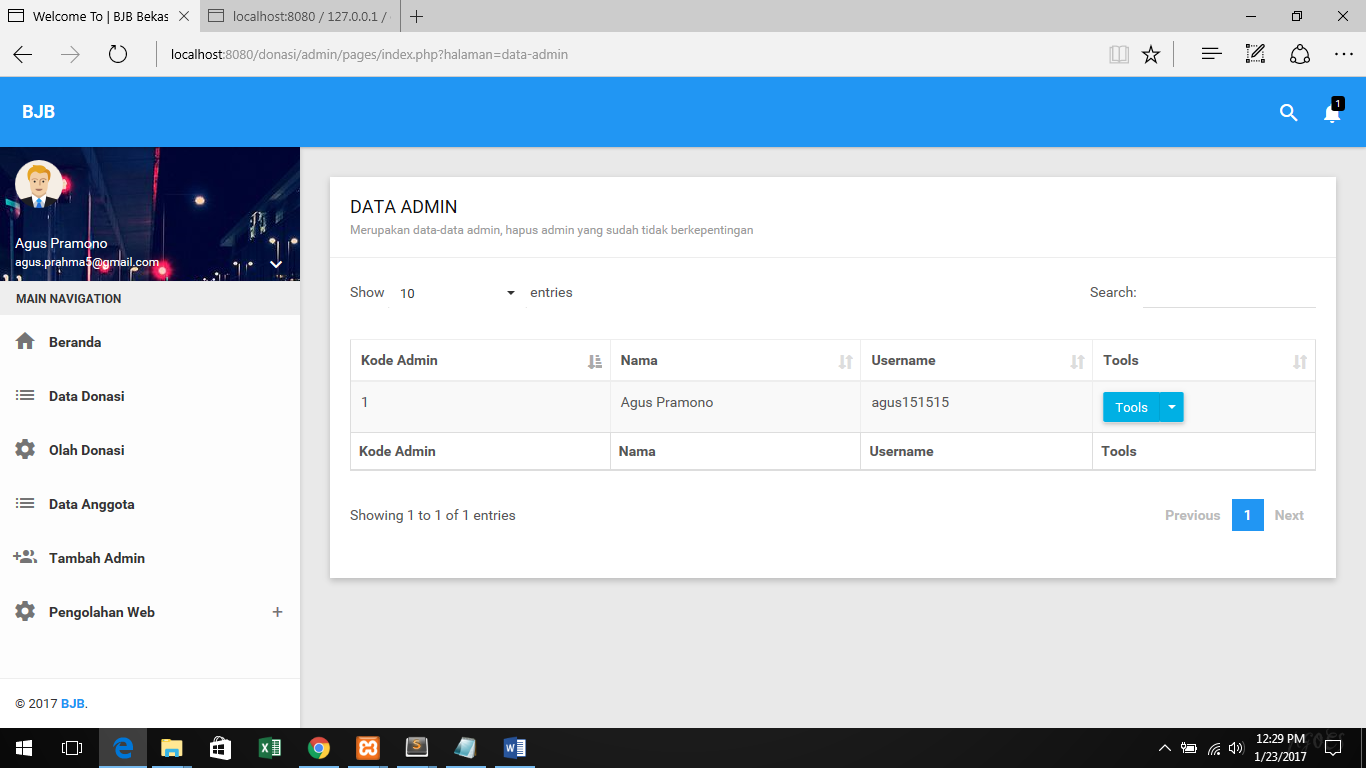 Welcome To | BJB Bekas
localhost:8080 / 127.0.0.1 /
localhost:8080/donasi/admin/pages/index.php?halaman=data-admin
BJB
1
Agus Pramono
agus.prahma5@gmail.com
MAIN NAVIGATION
Beranda
Data Donasi
Olah Donasi
Data Anggota
Tambah Admin
Pengolahan Web
© 2017 BJB.
DATA ADMIN
Merupakan data-data admin, hapus admin yang sudah tidak berkepentingan
Show 10 entries Search:
Kode Admin Nama Username Tools
1 Agus Pramono agus151515 Tools
Kode Admin Nama Username Tools
Showing 1 to 1 of 1 entries Previous 1 Next
12:29 PM
1/23/2017